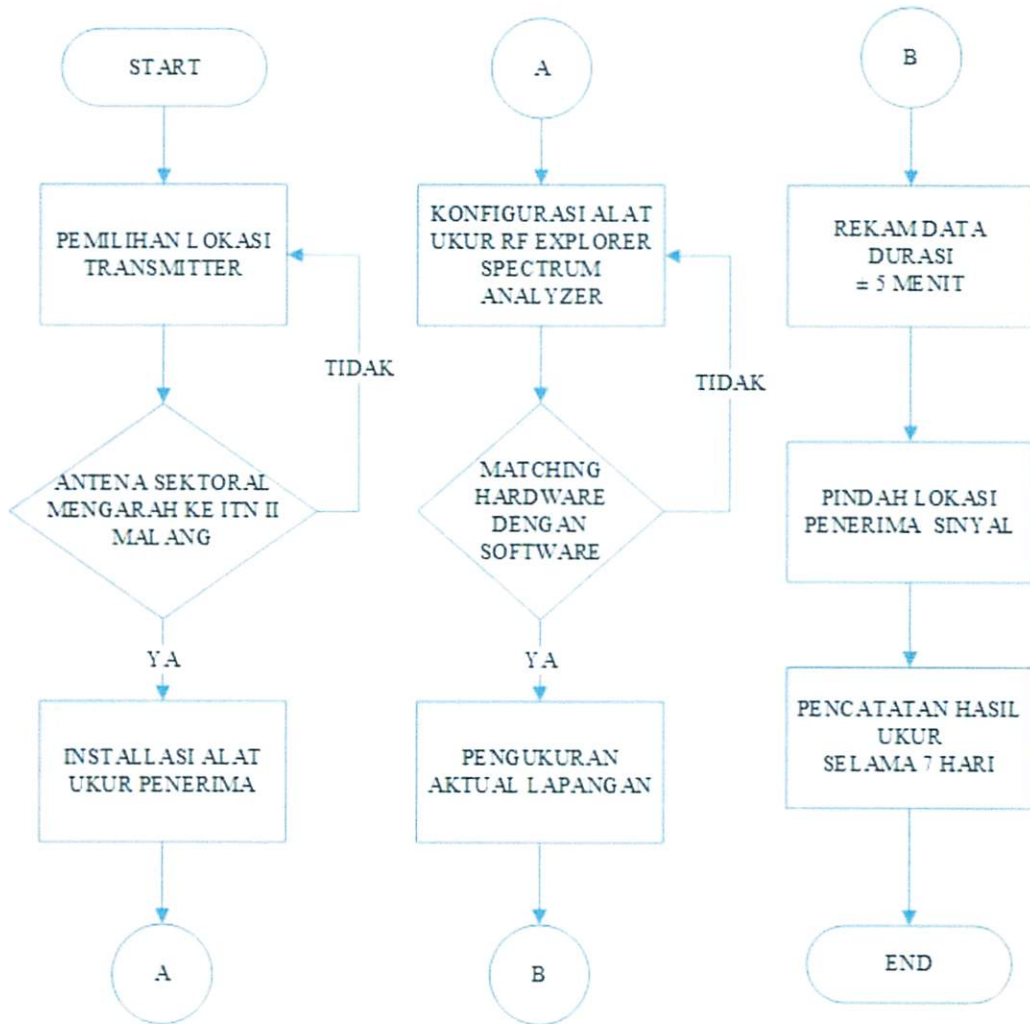 START
PEMILIHAN LOKASI
TRANSMITTER
TIDAK
ANTENA SEKTORAL
MENGARAH KE ITN II
MALANG
YA
INSTALLASI ALAT
UKUR PENERIMA
A
A
KONFIGURASI ALAT
UKUR RF EXPLORER
SPECTRUM
ANALYZER
TIDAK
MATCHING
HARDWARE
DENGAN
SOFTWARE
YA
PENGUKURAN
AKTUAL LAPANGAN
B
B
REKAM DATA
DURASI
± 5 MENIT
PINDAH LOKASI
PENERIMA SINYAL
PENCATATAN HASIL
UKUR
SELAMA 7 HARI
END